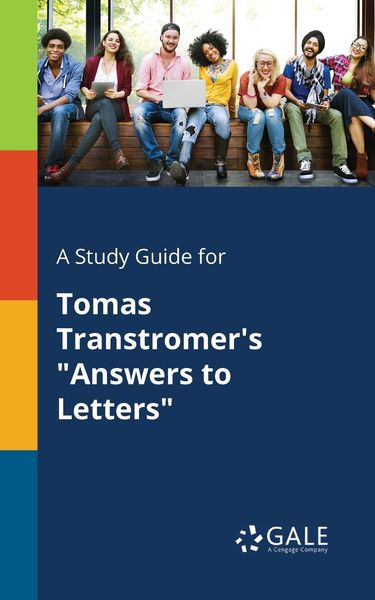 A Study Guide for
Tomas
Transtromer's
"Answers to
Letters"
GALE
A Cengage Company